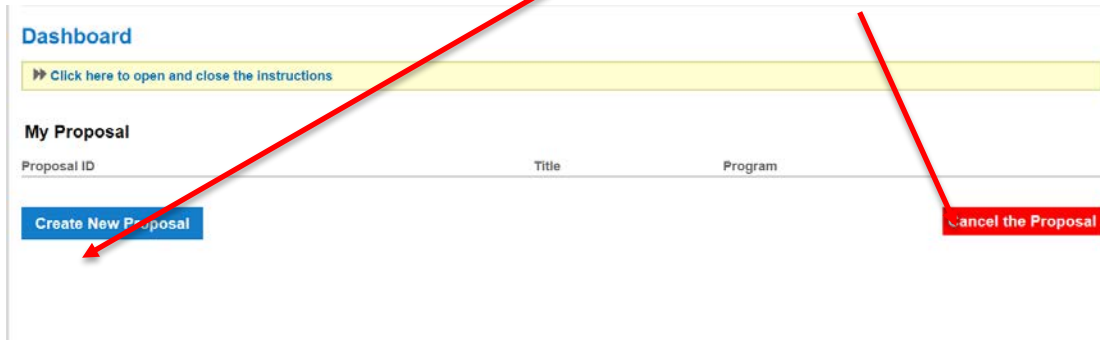 Dashboard
Click here to open and close the instructions
My Proposal
Proposal ID Title Program
Create New Proposal Cancel the Proposal